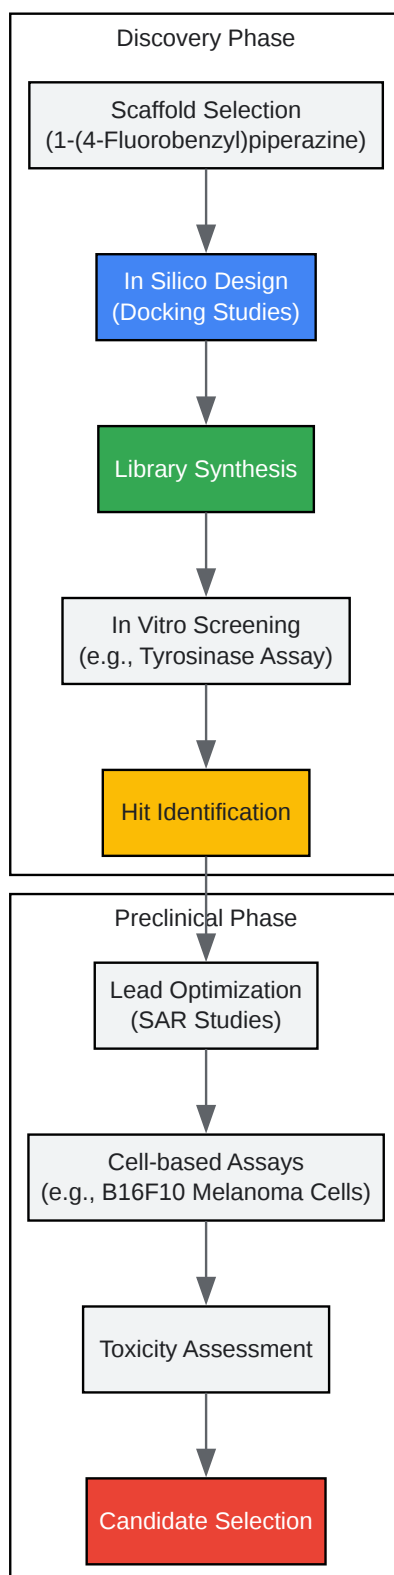 Discovery Phase
Scaffold Selection
(1-(4-Fluorobenzyl)piperazine)
In Silico Design
(Docking Studies)
Library Synthesis
In Vitro Screening
(e.g., Tyrosinase Assay)
Hit Identification
Preclinical Phase
Lead Optimization
(SAR Studies)
Cell-based Assays
(e.g., B16F10 Melanoma Cells)
Toxicity Assessment
Candidate Selection